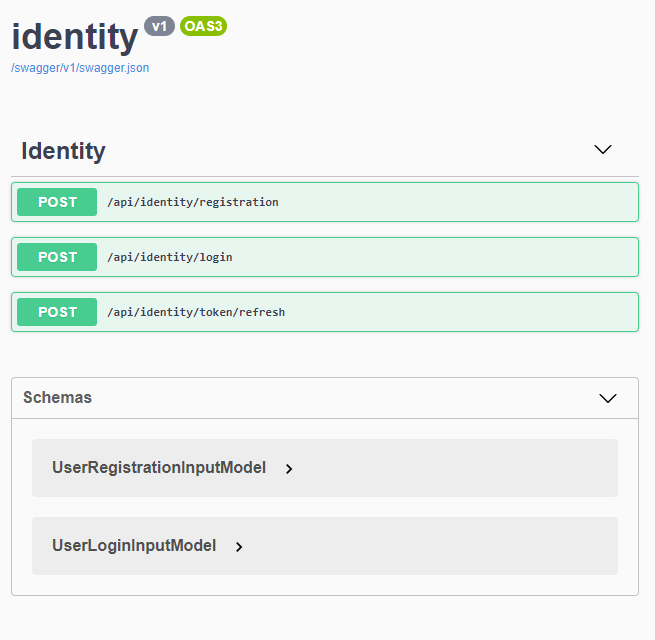 identity v1 OAS3
/swagger/v1/swagger.json
Identity
POST /api/identity/registration
POST /api/identity/login
POST /api/identity/token/refresh
Schemas
UserRegistrationInputModel
UserLoginInputModel